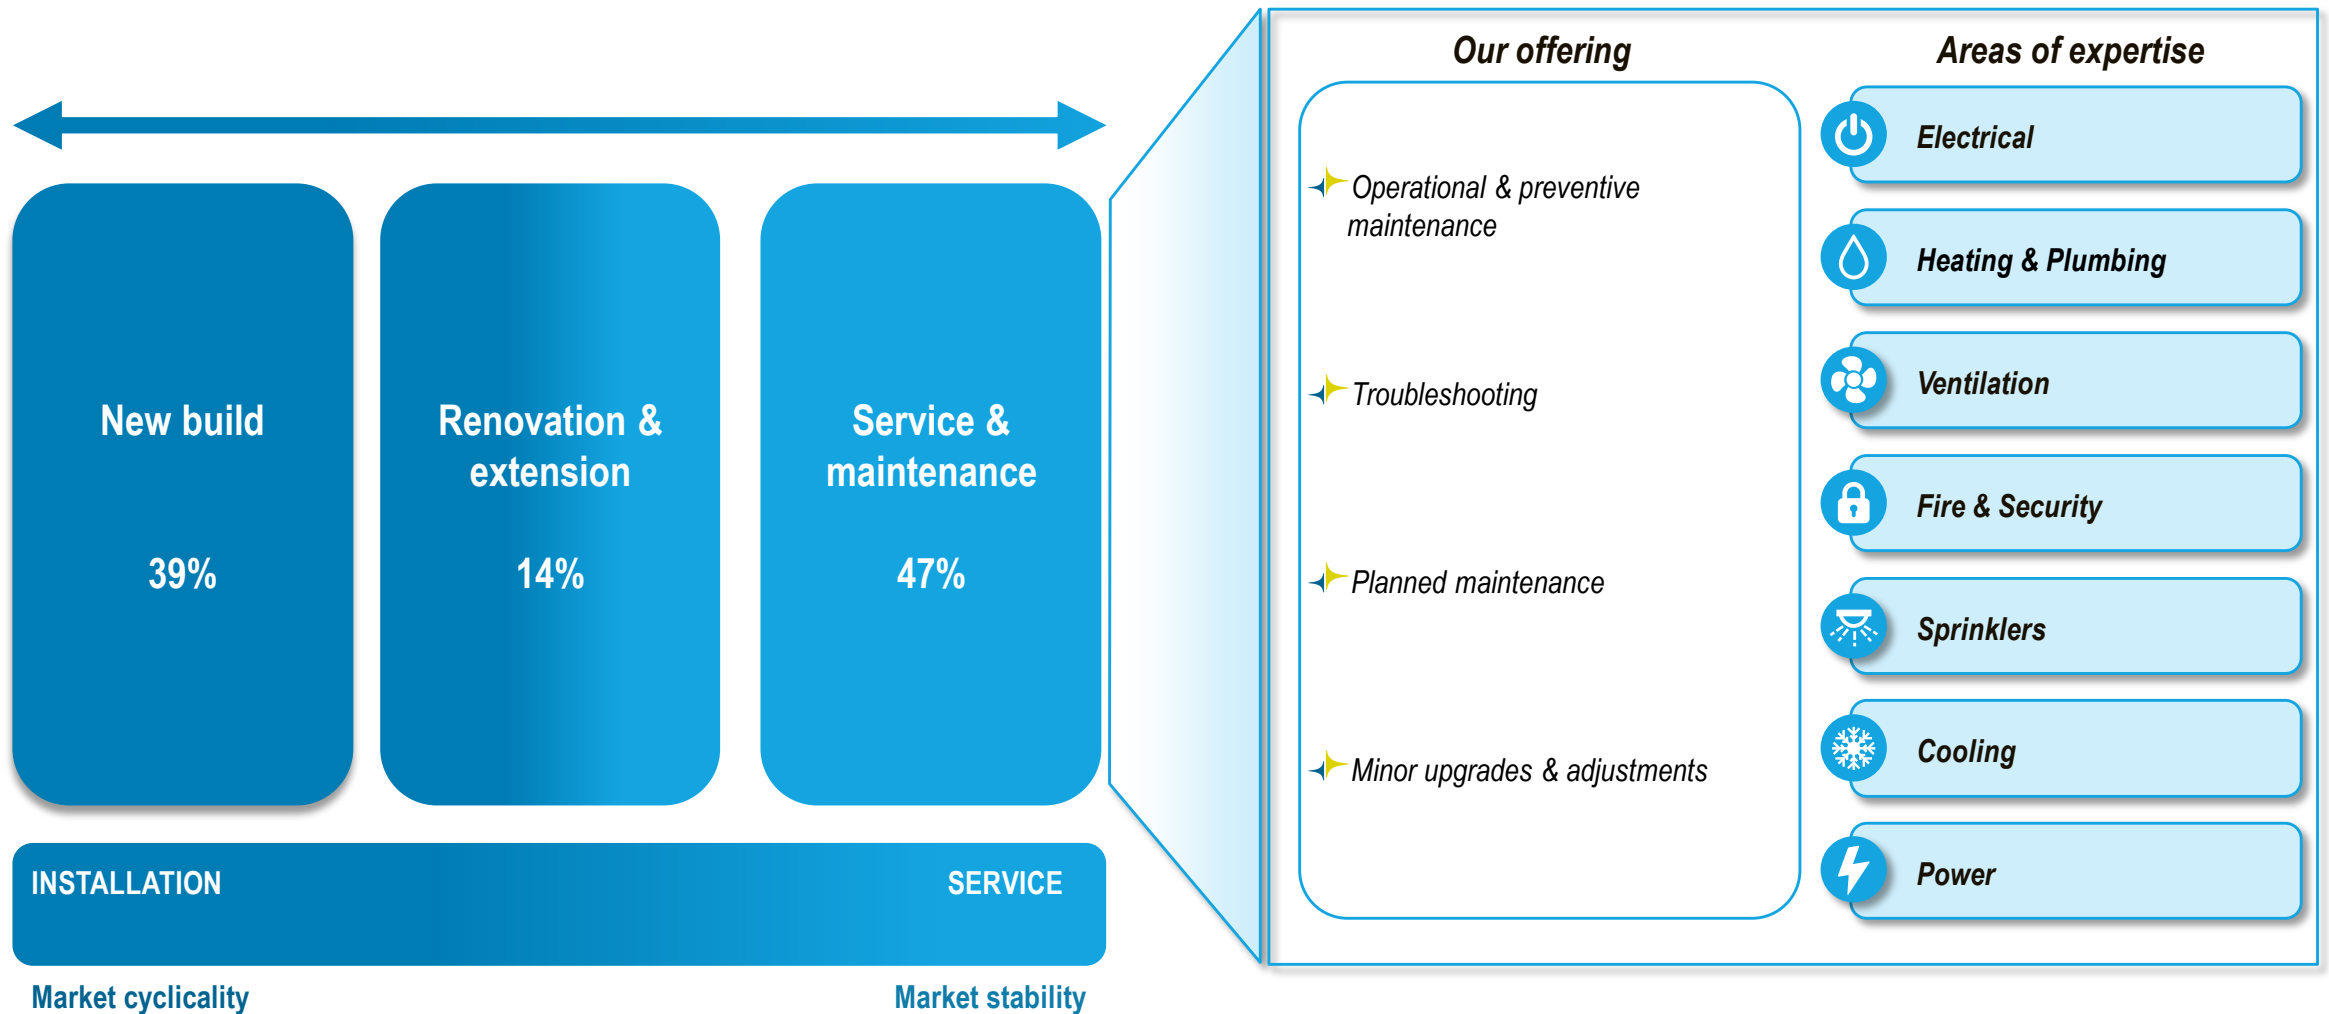 New build
39%
Renovation &
extension
14%
Service &
maintenance
47%
INSTALLATION
SERVICE
Market cyclicality
Market stability
Our offering
Operational & preventive
maintenance
Troubleshooting
Planned maintenance
Minor upgrades & adjustments
Areas of expertise
Electrical
Heating & Plumbing
Ventilation
Fire & Security
Sprinklers
Cooling
Power